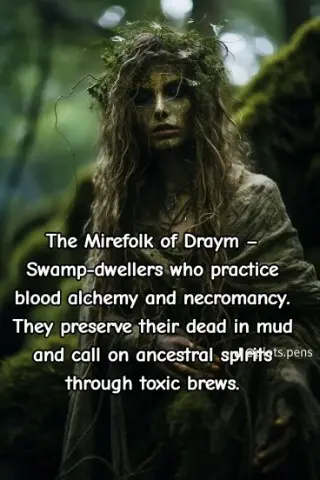 The Mirefolk of Draym –
Swamp-dwellers who practice
blood alchemy and necromancy.
They preserve their dead in mud
and call on ancestral spirits
through toxic brews.